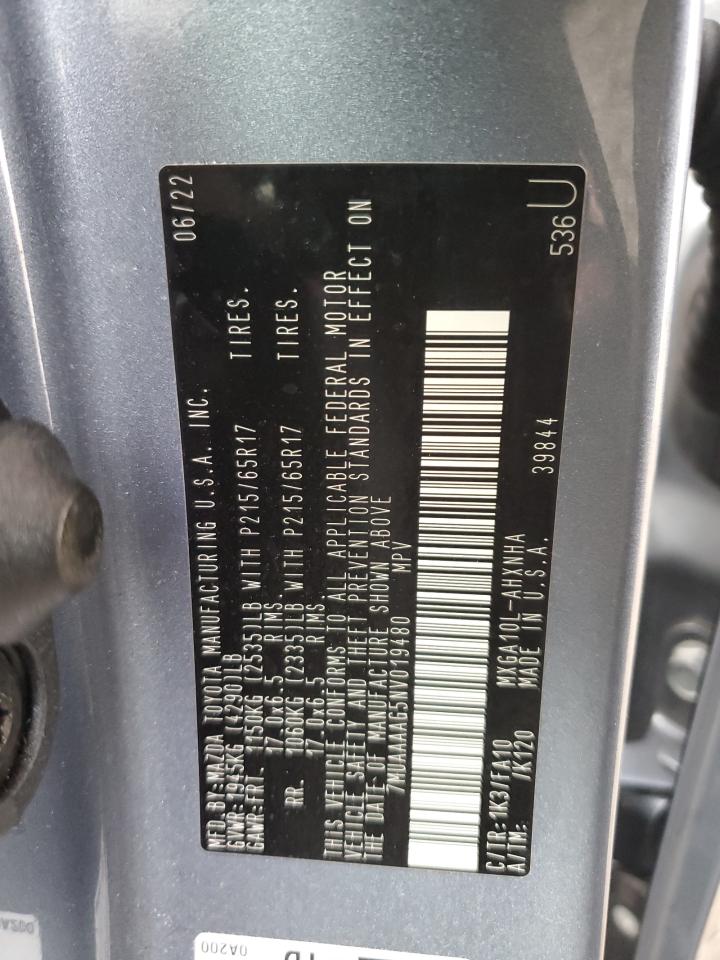 MFD.BY:MAZDA TOYOTA MANUFACTURING U.S.A. INC. 06/22
GVWR:1945KG (4290)LB
GAWR:FRT. 1150KG (2535)LB WITH P215/65R17 TIRES.
17.0x6.5 RIMS
RR. 1060KG (2335)LB WITH P215/65R17 TIRES.
17.0x6.5 RIMS
THIS VEHICLE CONFORMS TO ALL APPLICABLE FEDERAL MOTOR
VEHICLE SAFETY AND THEFT PREVENTION STANDARDS IN EFFECT ON
THE DATE OF MANUFACTURE SHOWN ABOVE
7MUAAAAG5NV019480 MPV
C/TR:1K3/FA10 MXGA10L-AHXNHA
A/TM: /K120 MADE IN U.S.A. 39844 536U
0A200